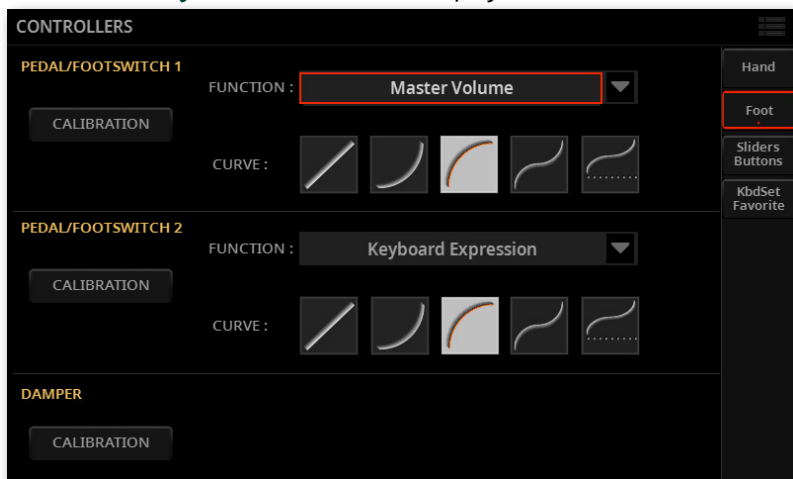 CONTROLLERS
PEDAL/FOOTSWITCH 1
FUNCTION :
Master Volume
CALIBRATION
CURVE :
PEDAL/FOOTSWITCH 2
FUNCTION :
Keyboard Expression
CALIBRATION
CURVE :
DAMPER
CALIBRATION
Hand
Foot
Sliders
Buttons
KbdSet
Favorite